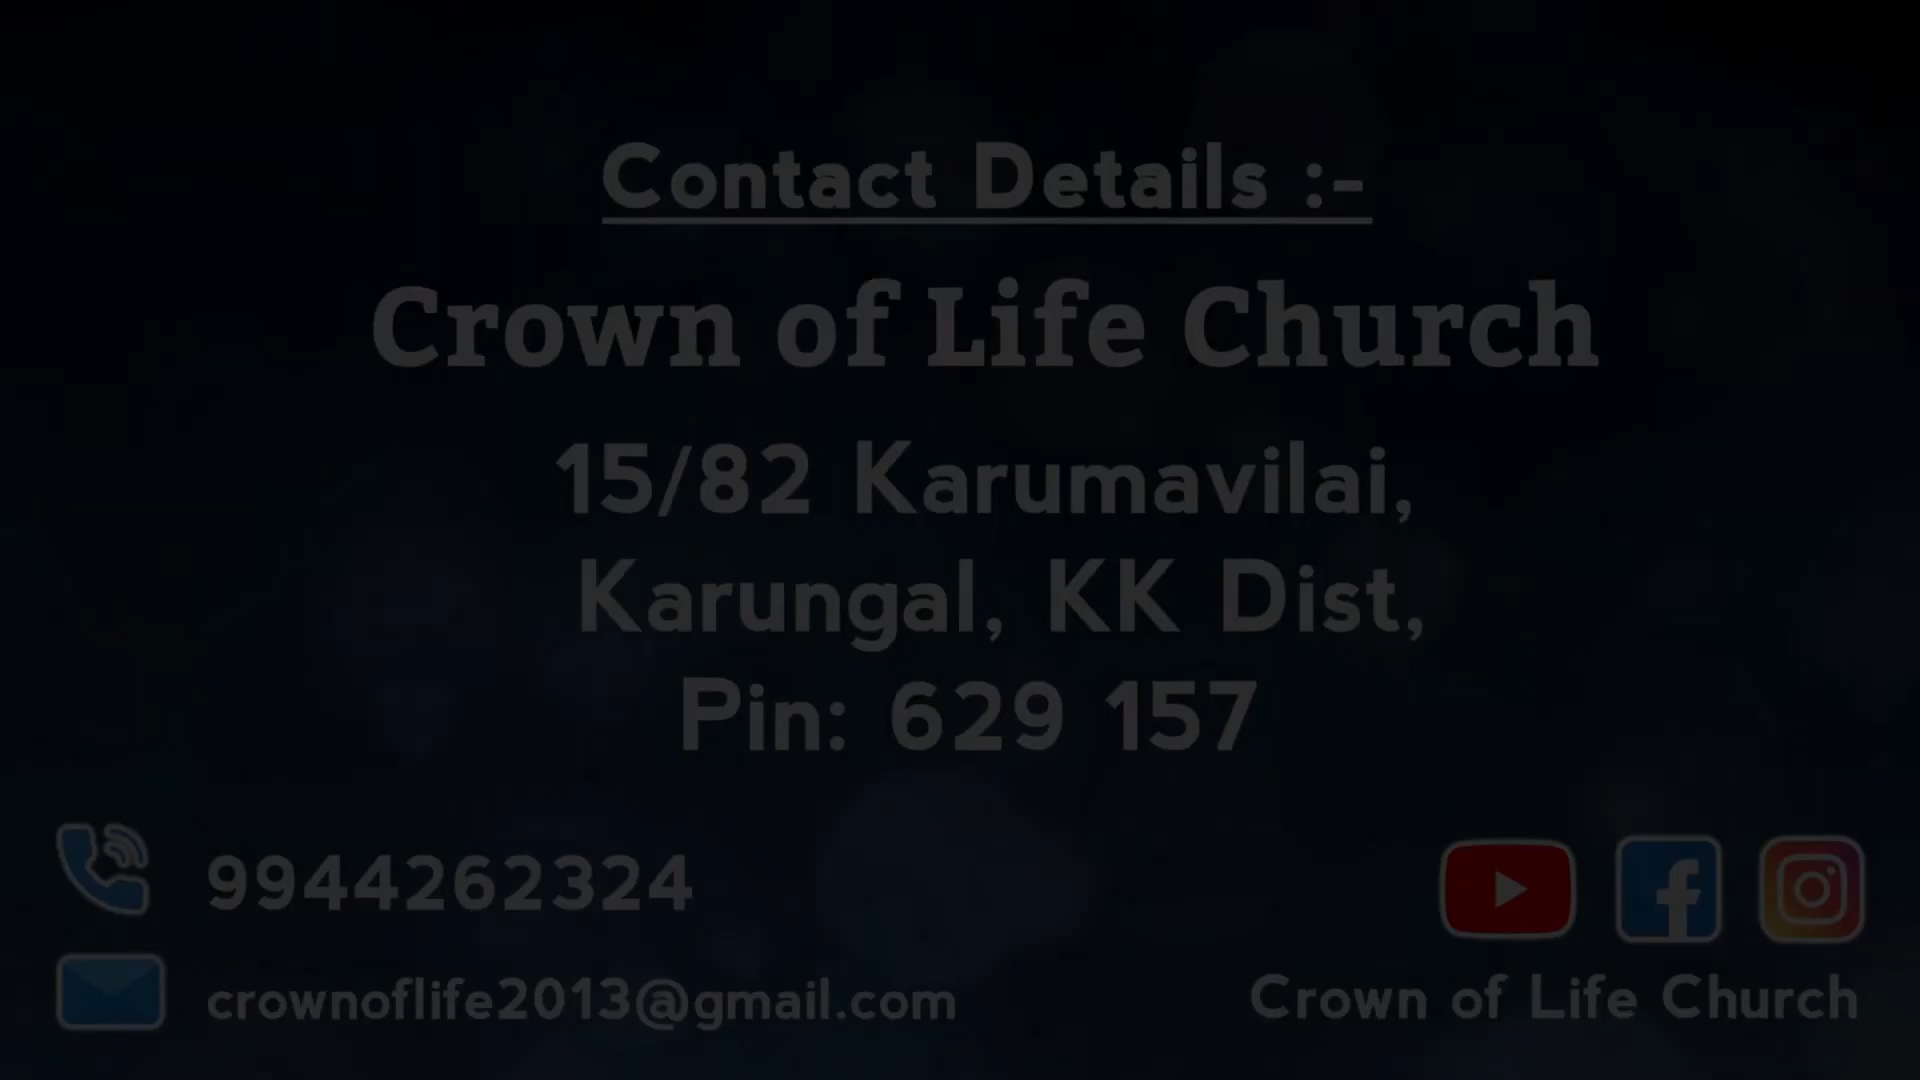 Contact Details :-
Crown of Life Church
15/82 Karumavilai,
Karungal, KK Dist,
Pin: 629 157
9944262324
crownoflife2013@gmail.com
Crown of Life Church